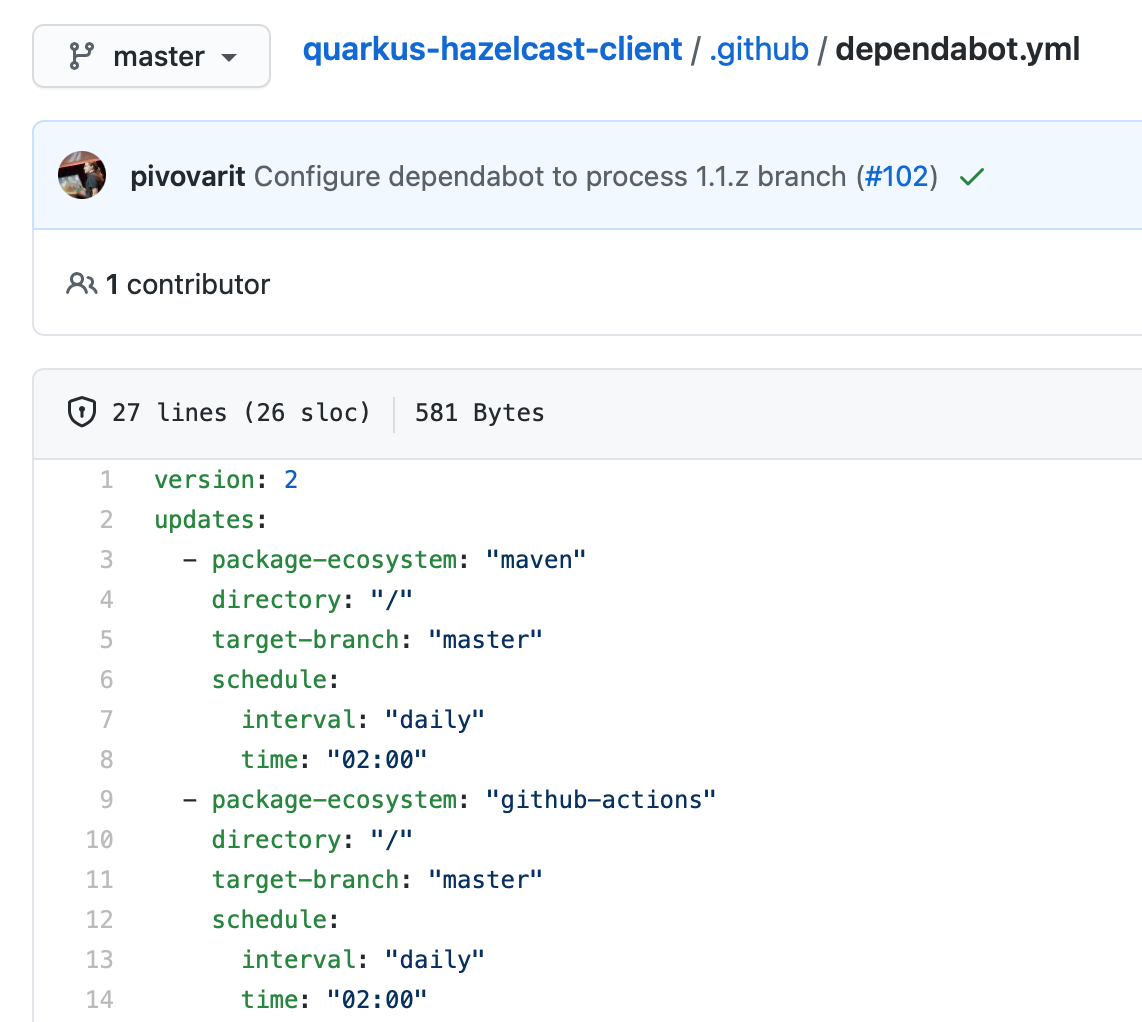 master
quarkus-hazelcast-client / .github / dependabot.yml
pivovarit Configure dependabot to process 1.1.z branch (#102)
1 contributor
27 lines (26 sloc) 581 Bytes
1 version: 2
2 updates:
3   - package-ecosystem: "maven"
4     directory: "/"
5     target-branch: "master"
6     schedule:
7       interval: "daily"
8       time: "02:00"
9   - package-ecosystem: "github-actions"
10     directory: "/"
11     target-branch: "master"
12     schedule:
13       interval: "daily"
14       time: "02:00"